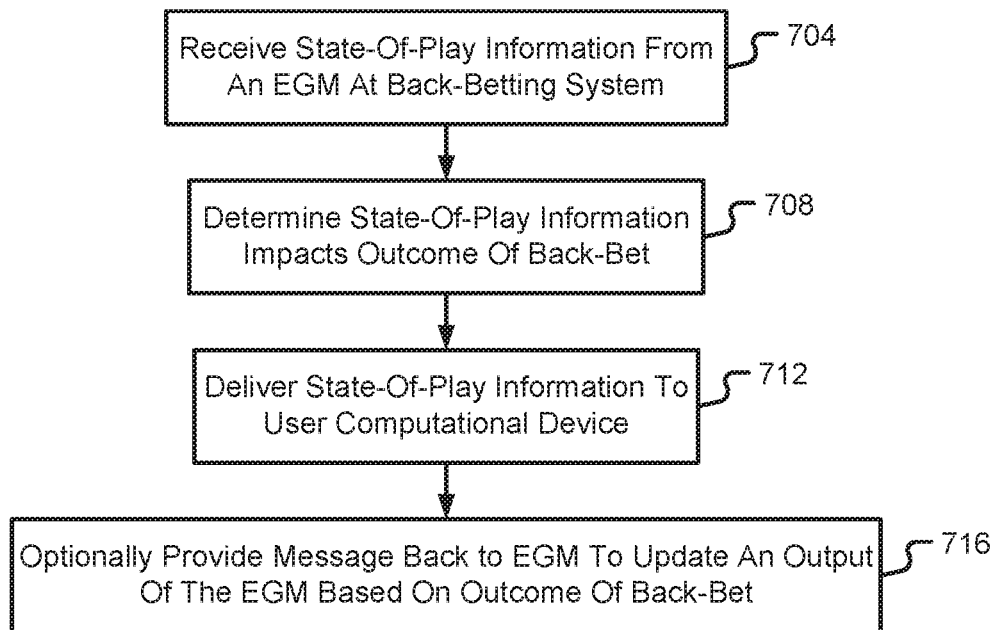 Receive State-Of-Play Information From
An EGM At Back-Betting System
704
Determine State-Of-Play Information
Impacts Outcome Of Back-Bet
708
Deliver State-Of-Play Information To
User Computational Device
712
Optionally Provide Message Back to EGM To Update An Output
Of The EGM Based On Outcome Of Back-Bet
716